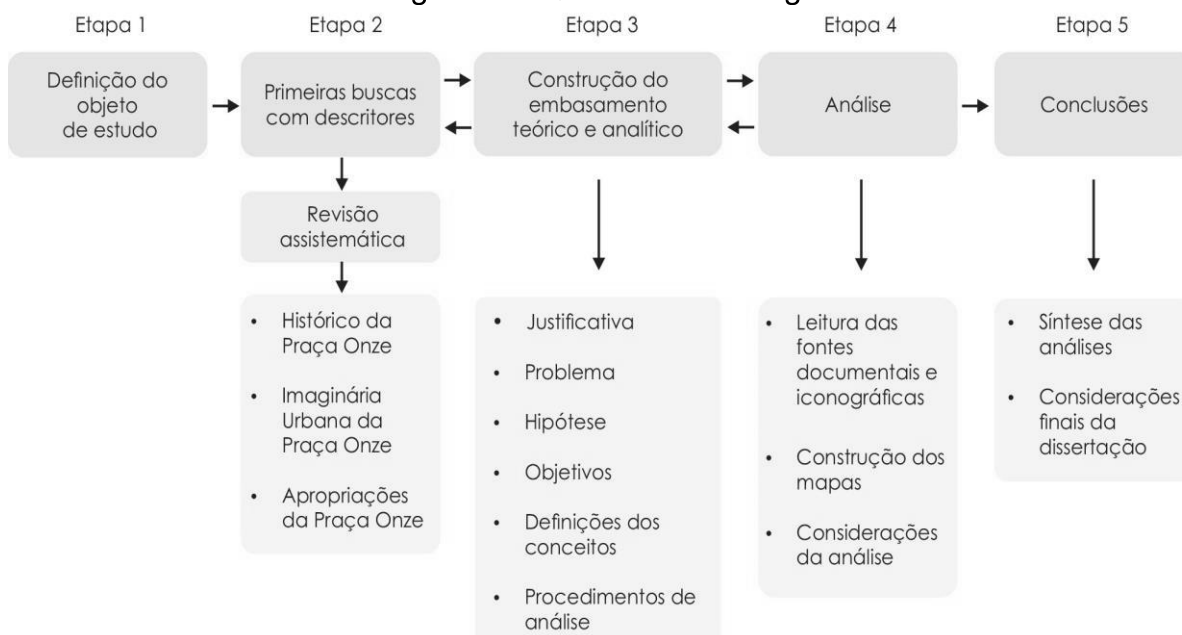 Etapa 1
Etapa 2
Etapa 3
Etapa 4
Etapa 5
Definição do
objeto
de estudo
Primeiras buscas
com descritores
Construção do
embasamento
teórico e analítico
Análise
Conclusões
Revisão
assistemática
• Histórico da
Praça Onze
• Imaginária
Urbana da
Praça Onze
• Apropriações
da Praça Onze
• Justificativa
• Problema
• Hipótese
• Objetivos
• Definições dos
conceitos
• Procedimentos de
análise
• Leitura das
fontes
documentais e
iconográficas
• Construção dos
mapas
• Considerações
da análise
• Síntese das
análises
• Considerações
finais da
dissertação